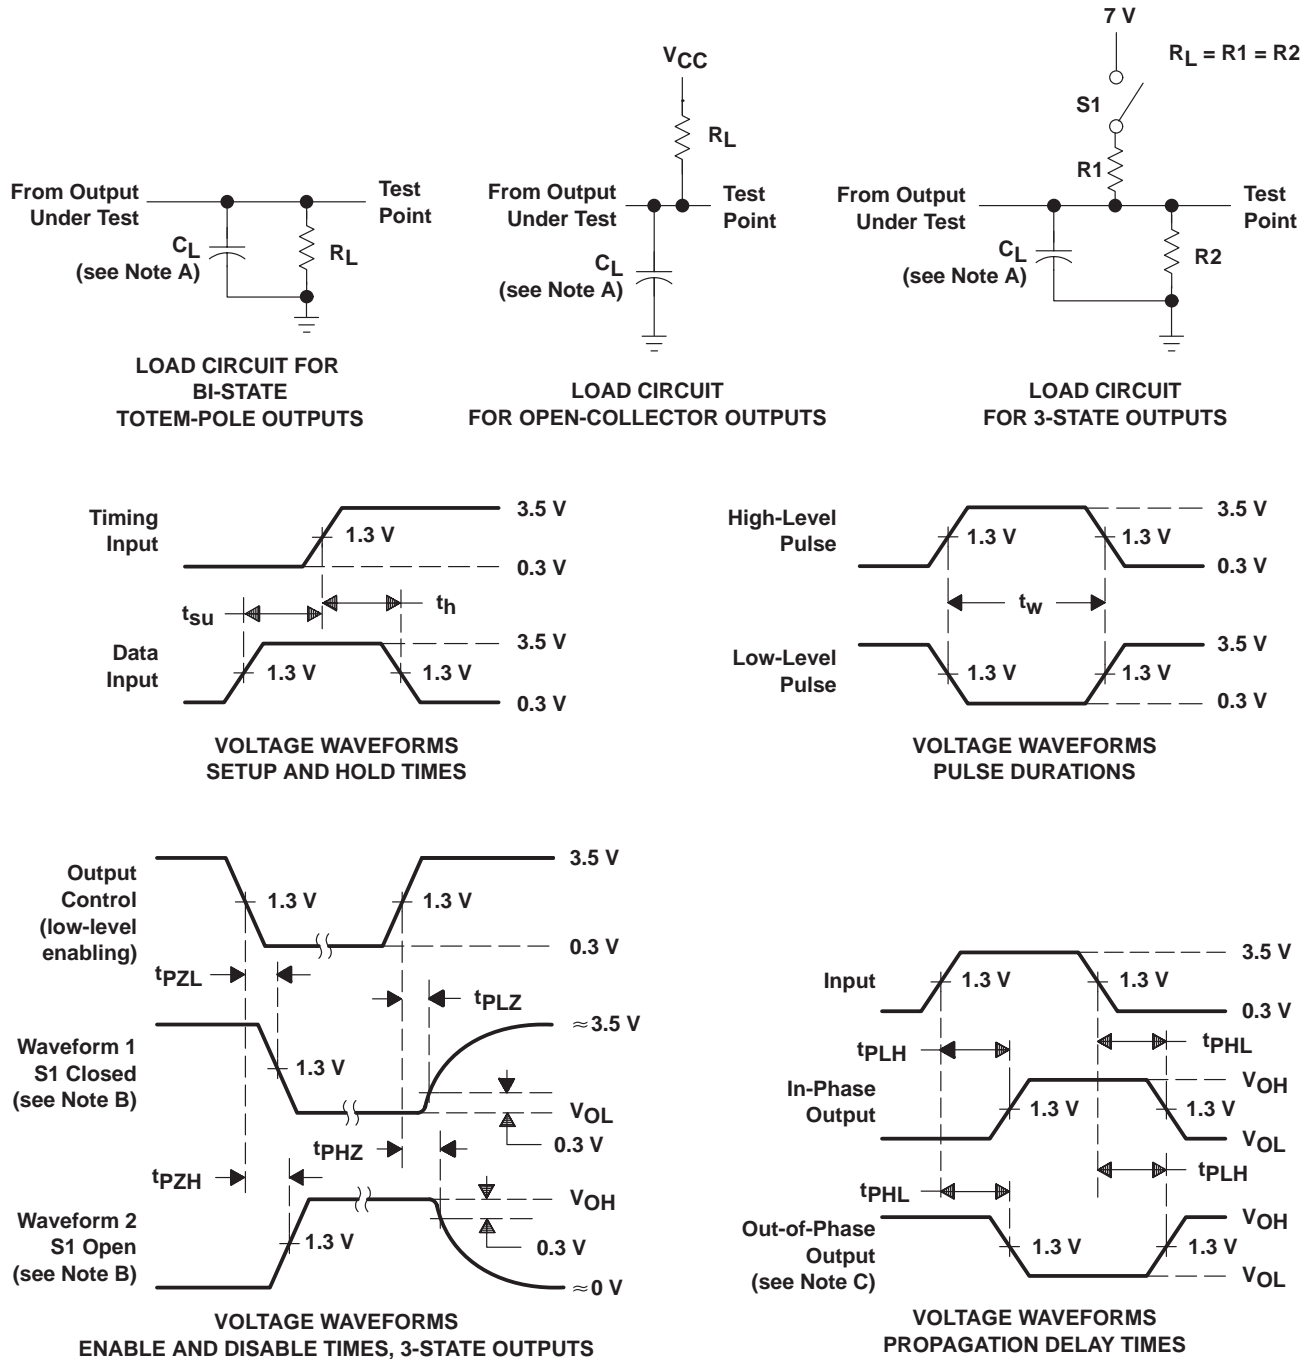 From Output
Under Test
Test
Point
CL
(see Note A)
RL
LOAD CIRCUIT FOR
BI-STATE
TOTEM-POLE OUTPUTS
VCC
RL
From Output
Under Test
Test
Point
CL
(see Note A)
LOAD CIRCUIT
FOR OPEN-COLLECTOR OUTPUTS
7 V
RL = R1 = R2
S1
R1
From Output
Under Test
Test
Point
CL
(see Note A)
R2
LOAD CIRCUIT
FOR 3-STATE OUTPUTS
Timing
Input
3.5 V
1.3 V
0.3 V
tsu
th
Data
Input
3.5 V
1.3 V
1.3 V
0.3 V
VOLTAGE WAVEFORMS
SETUP AND HOLD TIMES
High-Level
Pulse
3.5 V
1.3 V
1.3 V
0.3 V
tw
Low-Level
Pulse
3.5 V
1.3 V
1.3 V
0.3 V
VOLTAGE WAVEFORMS
PULSE DURATIONS
Output
Control
(low-level
enabling)
3.5 V
1.3 V
1.3 V
0.3 V
tPZL
tPLZ
Waveform 1
S1 Closed
(see Note B)
≈3.5 V
1.3 V
VOL
0.3 V
tPHZ
tPZH
Waveform 2
S1 Open
(see Note B)
VOH
1.3 V
0.3 V
≈0 V
VOLTAGE WAVEFORMS
ENABLE AND DISABLE TIMES, 3-STATE OUTPUTS
Input
3.5 V
1.3 V
1.3 V
0.3 V
tPLH
tPHL
In-Phase
Output
VOH
1.3 V
1.3 V
VOL
tPHL
tPLH
Out-of-Phase
Output
(see Note C)
VOH
1.3 V
1.3 V
VOL
VOLTAGE WAVEFORMS
PROPAGATION DELAY TIMES